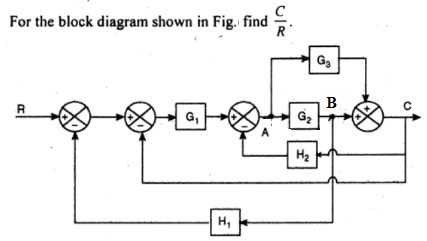 For the block diagram shown in Fig. find C/R.
G₃
B
R + + G₁ + G₂ + + C
− − − A
H₂
H₁